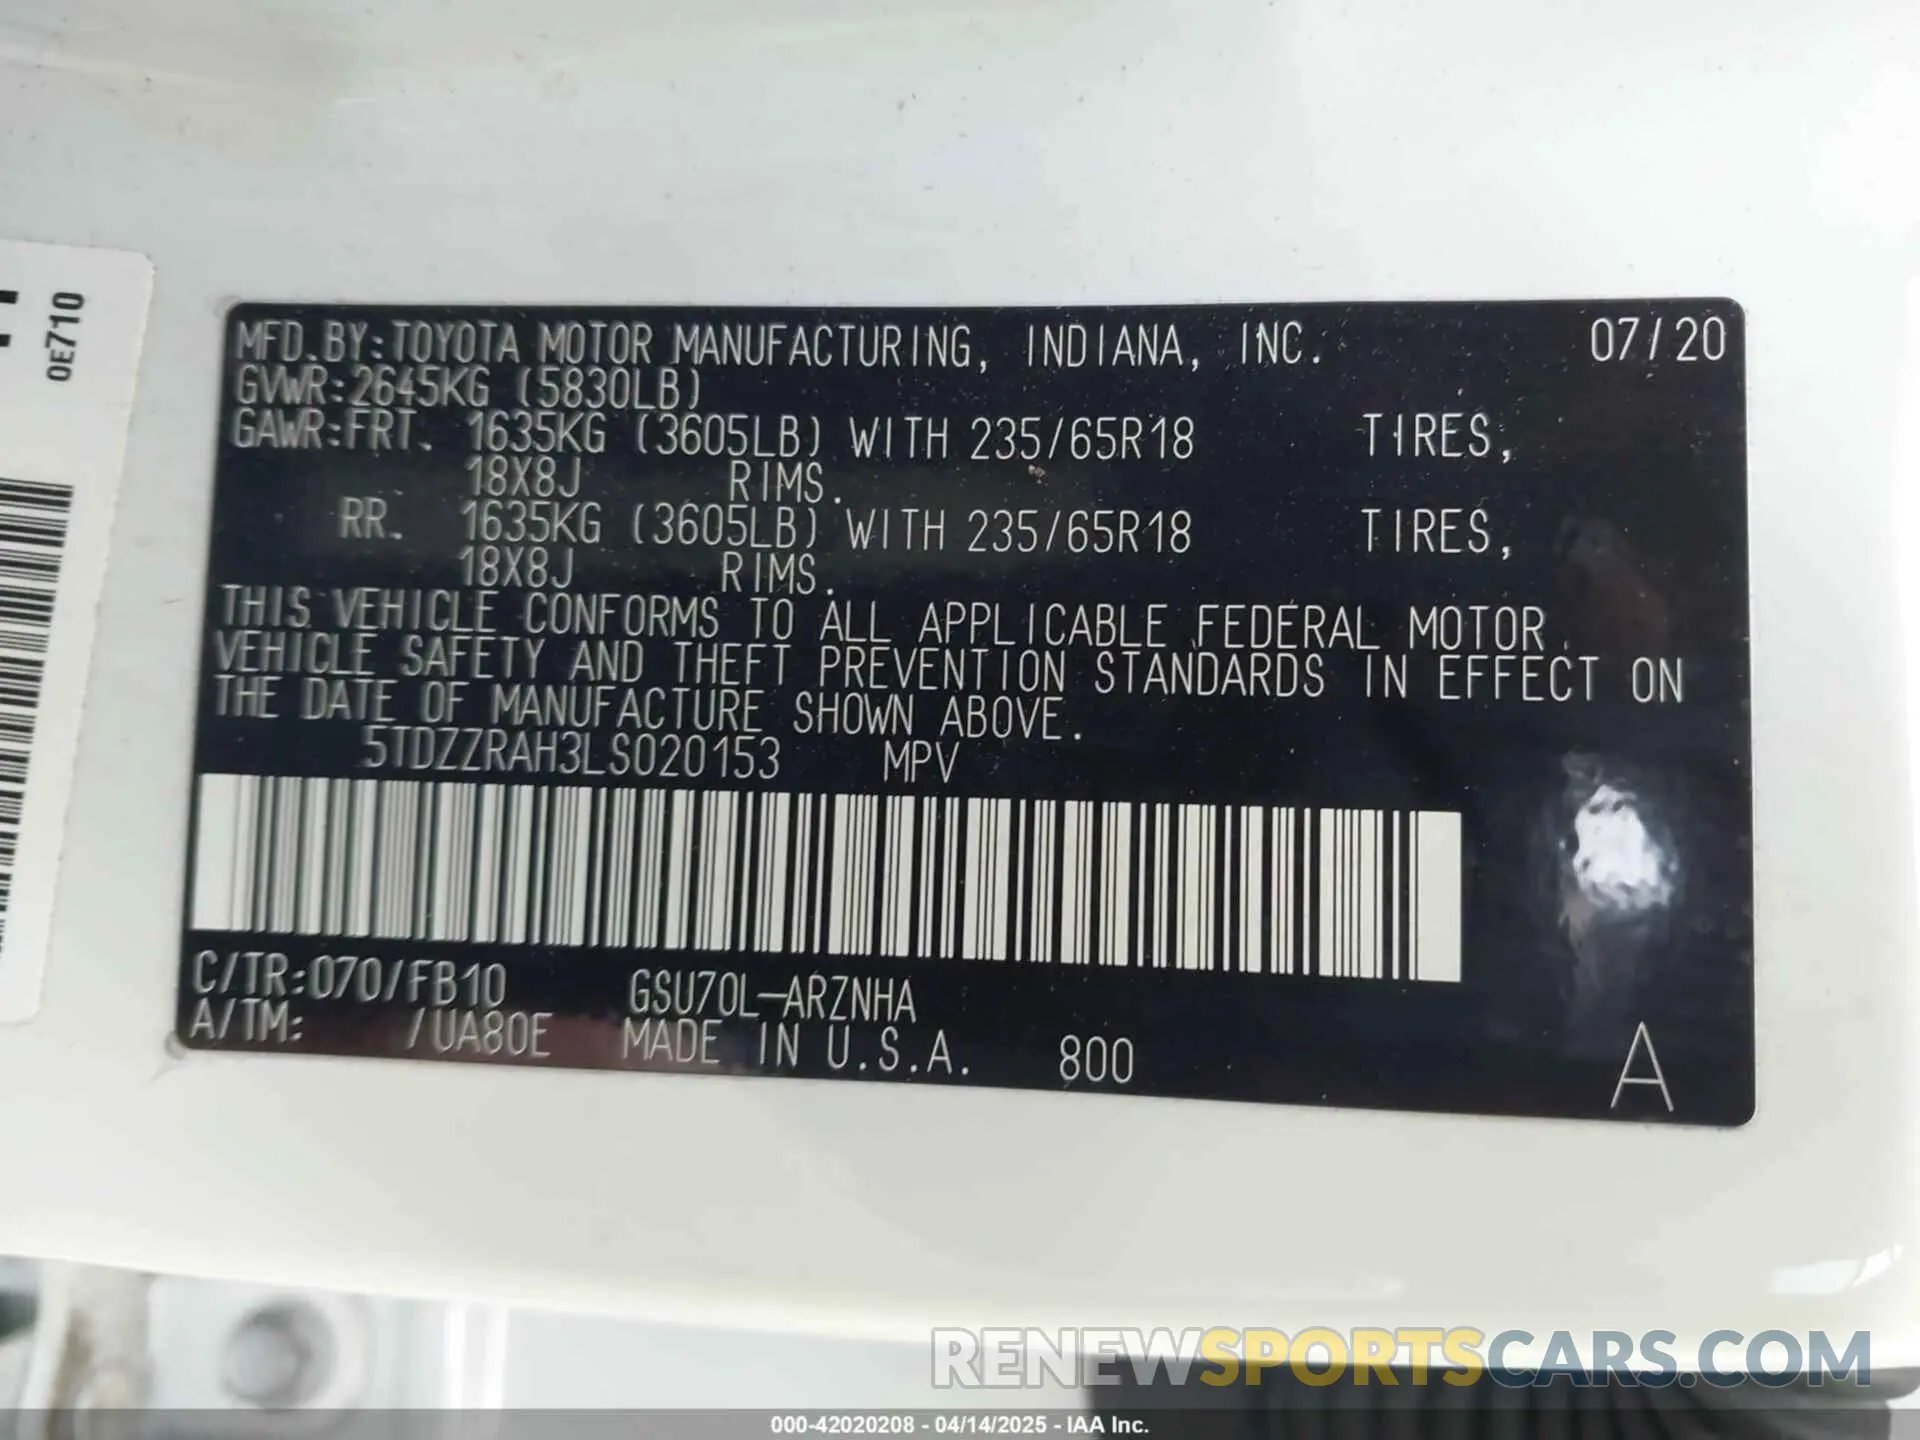 MFD.BY:TOYOTA MOTOR MANUFACTURING, INDIANA, INC. 07/20
GVWR:2645KG (5830LB)
GAWR:FRT. 1635KG (3605LB) WITH 235/65R18 TIRES,
18X8J RIMS.
RR. 1635KG (3605LB) WITH 235/65R18 TIRES,
18X8J RIMS.
THIS VEHICLE CONFORMS TO ALL APPLICABLE FEDERAL MOTOR
VEHICLE SAFETY AND THEFT PREVENTION STANDARDS IN EFFECT ON
THE DATE OF MANUFACTURE SHOWN ABOVE.
5TDZZRAH3LS020153 MPV
C/TR:070/FB10 GSU70L-ARZNHA
A/TM: /UA80E MADE IN U.S.A. 800 A
0E710
RENEWSPORTSCARS.COM
000-42020208 - 04/14/2025 - IAA Inc.